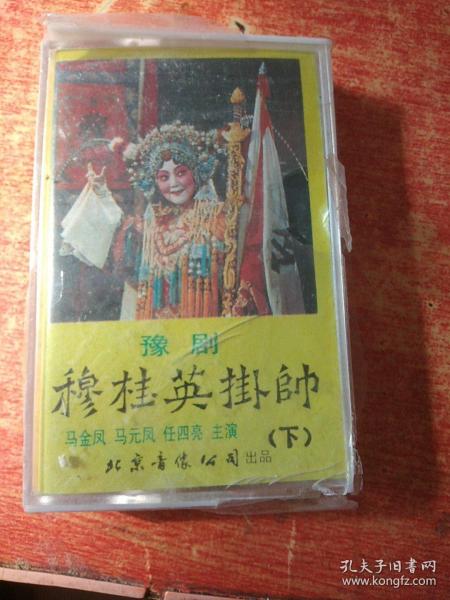 豫剧
穆桂英掛帥
马金凤 马元凤 任四亮 主演 (下)
北京音像公司出品
孔夫子旧书网
www.kongfz.com